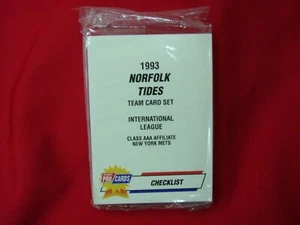 1993
NORFOLK
TIDES
TEAM CARD SET
INTERNATIONAL
LEAGUE
CLASS AAA AFFILIATE
NEW YORK METS
PRO CARDS
CHECKLIST